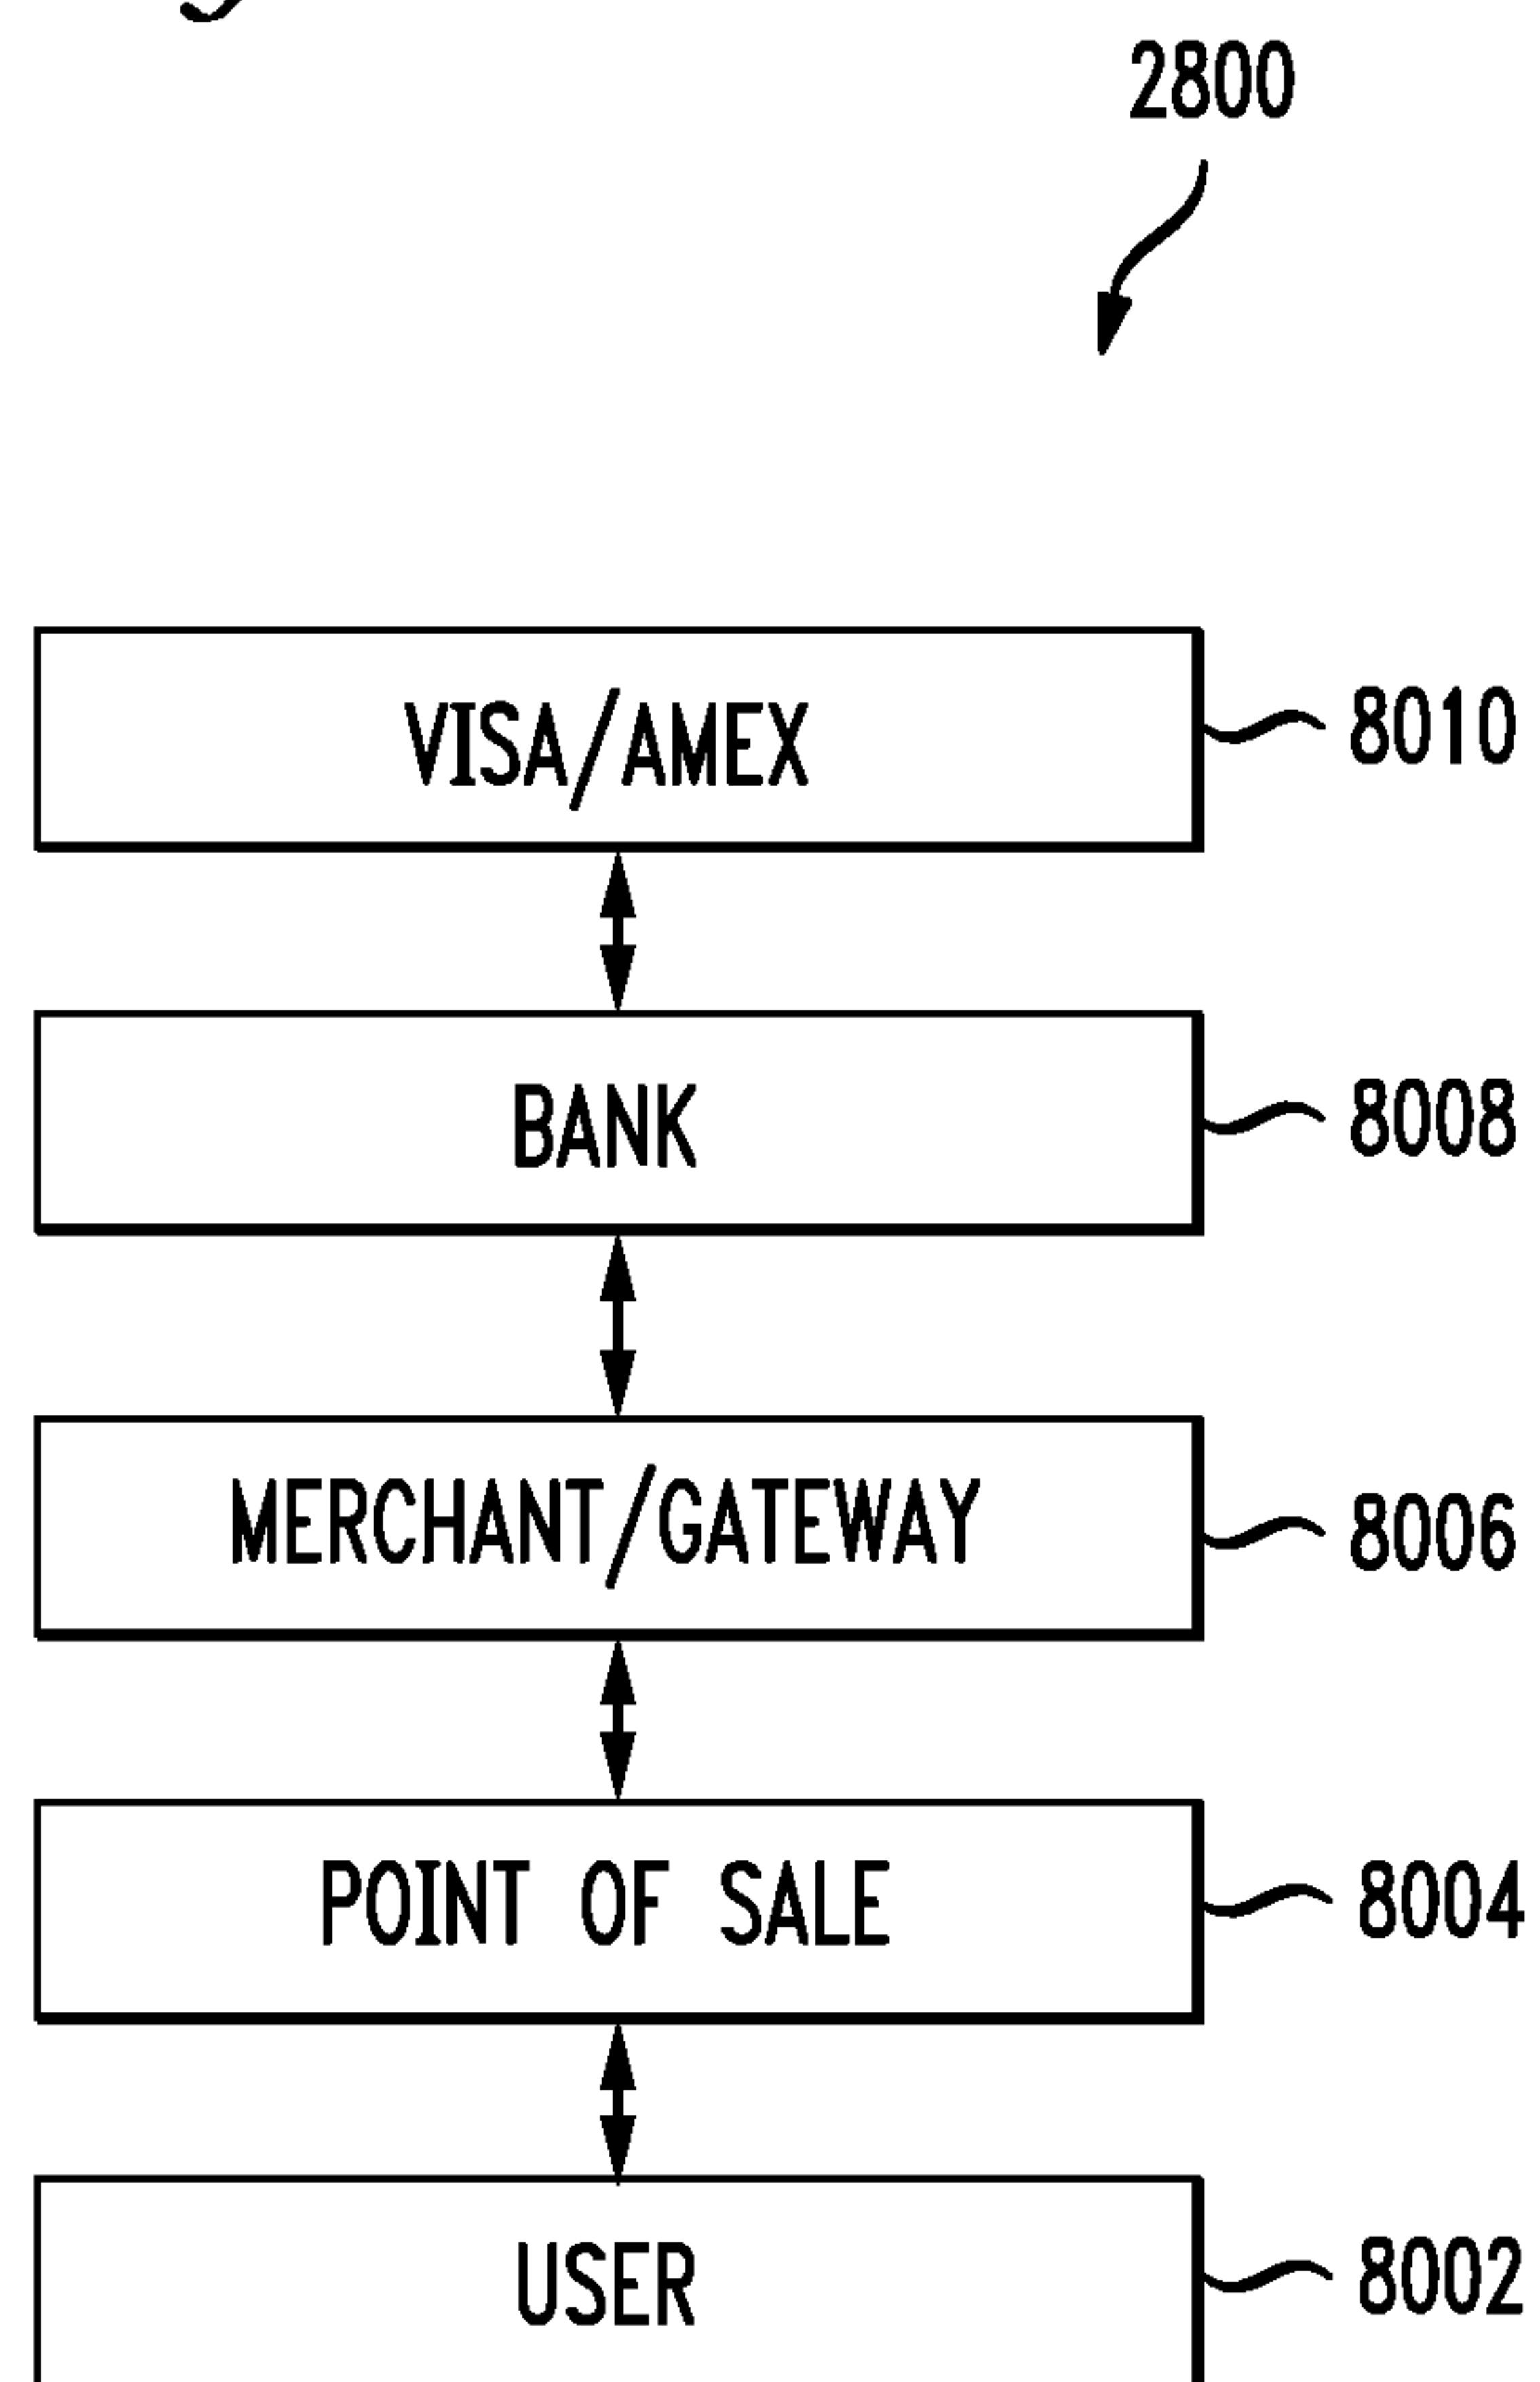 2800
VISA/AMEX 8010
BANK 8008
MERCHANT/GATEWAY 8006
POINT OF SALE 8004
USER 8002